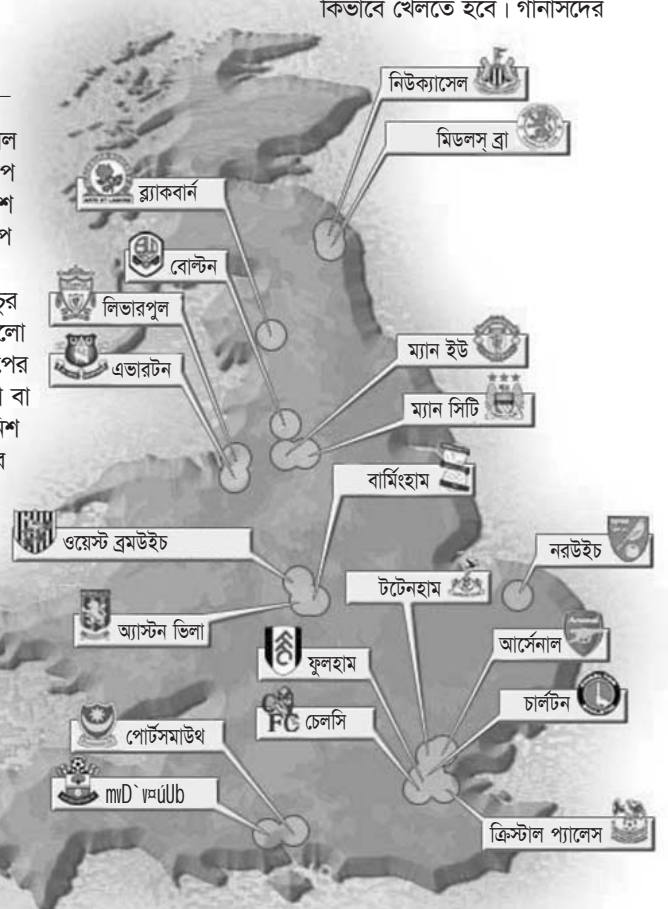 কিভাবে খেলতে হবে। গানার্সদের
নিউক্যাসেল
মিডলস্ ব্রা
ব্ল্যাকবার্ন
বোল্টন
লিভারপুল
এভারটন
ম্যান ইউ
ম্যান সিটি
বার্মিংহাম
ওয়েস্ট ব্রমউইচ
নরউইচ
টটেনহাম
অ্যাস্টন ভিলা
আর্সেনাল
ফুলহাম
চার্লটন
FC চেলসি
পোর্টসমাউথ
mvD`v¤úUb
ক্রিস্টাল প্যালেস